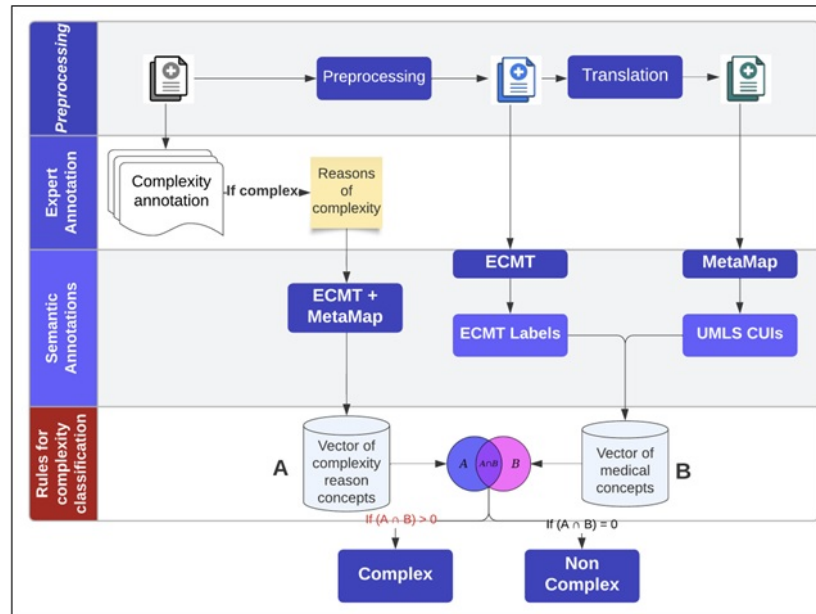 Preprocessing
Preprocessing
Translation
Expert
Annotation
Complexity
annotation
If complex
Reasons
of
complexity
Semantic
Annotations
ECMT +
MetaMap
ECMT
MetaMap
ECMT Labels
UMLS CUIs
Rules for
complexity
classification
A
Vector of
complexity
reason
concepts
A
A∩B
B
Vector of
medical
concepts
B
If (A ∩ B) > 0
If (A ∩ B) = 0
Complex
Non
Complex